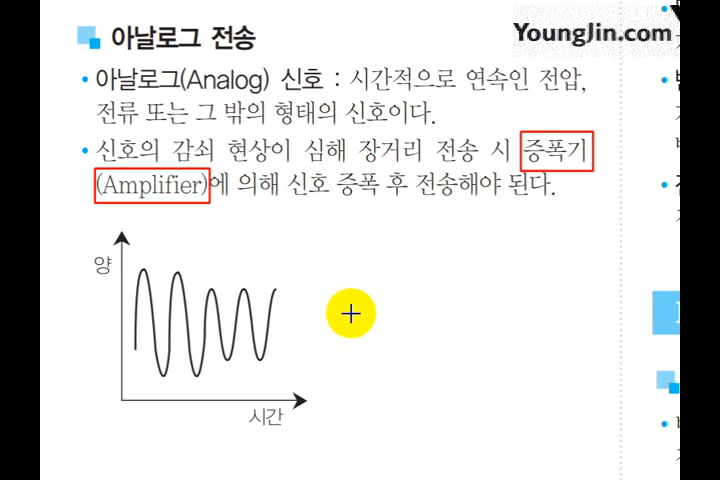 YoungJin.com
아날로그 전송
• 아날로그(Analog) 신호 : 시간적으로 연속인 전압,
전류 또는 그 밖의 형태의 신호이다.
• 신호의 감쇠 현상이 심해 장거리 전송 시 증폭기
(Amplifier)에 의해 신호 증폭 후 전송해야 된다.
양
시간